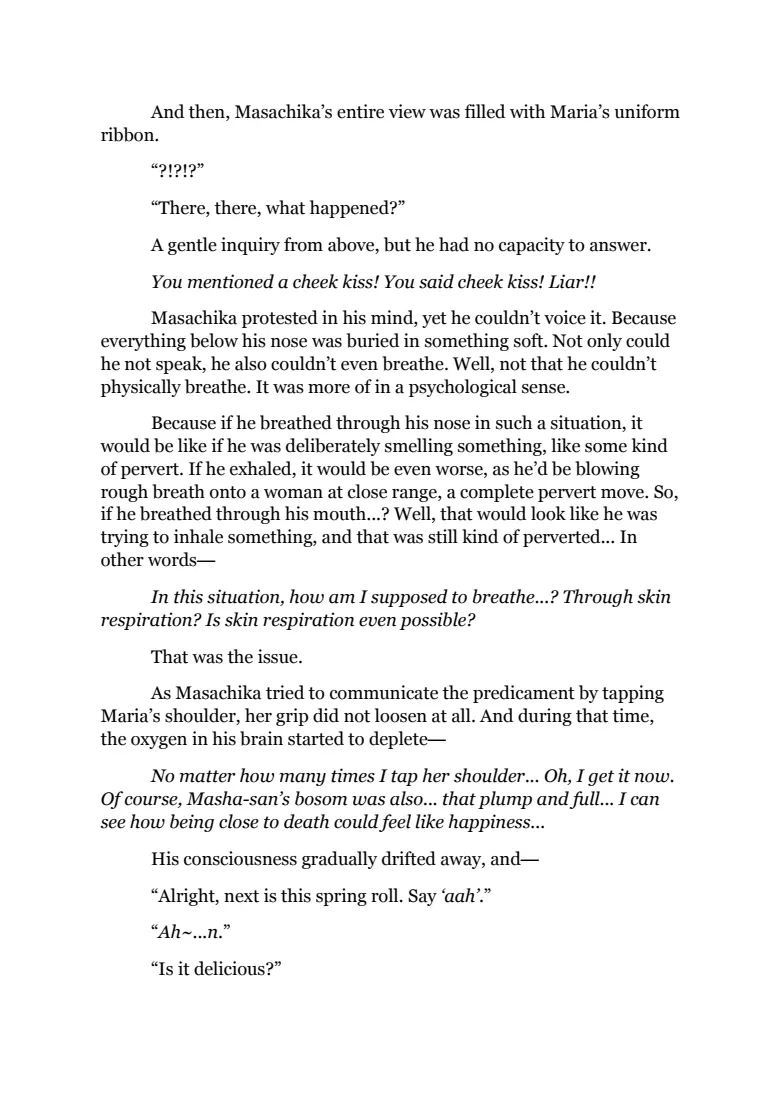 And then, Masachika’s entire view was filled with Maria’s uniform
ribbon.
“?!?!?”
“There, there, what happened?”
A gentle inquiry from above, but he had no capacity to answer.
You mentioned a cheek kiss! You said cheek kiss! Liar!!
Masachika protested in his mind, yet he couldn’t voice it. Because
everything below his nose was buried in something soft. Not only could
he not speak, he also couldn’t even breathe. Well, not that he couldn’t
physically breathe. It was more of in a psychological sense.
Because if he breathed through his nose in such a situation, it
would be like if he was deliberately smelling something, like some kind
of pervert. If he exhaled, it would be even worse, as he’d be blowing
rough breath onto a woman at close range, a complete pervert move. So,
if he breathed through his mouth...? Well, that would look like he was
trying to inhale something, and that was still kind of perverted... In
other words—
In this situation, how am I supposed to breathe...? Through skin
respiration? Is skin respiration even possible?
That was the issue.
As Masachika tried to communicate the predicament by tapping
Maria’s shoulder, her grip did not loosen at all. And during that time,
the oxygen in his brain started to deplete—
No matter how many times I tap her shoulder... Oh, I get it now.
Of course, Masha-san’s bosom was also... that plump and full... I can
see how being close to death could feel like happiness...
His consciousness gradually drifted away, and—
“Alright, next is this spring roll. Say ‘aah’.”
“Ah~...n.”
“Is it delicious?”